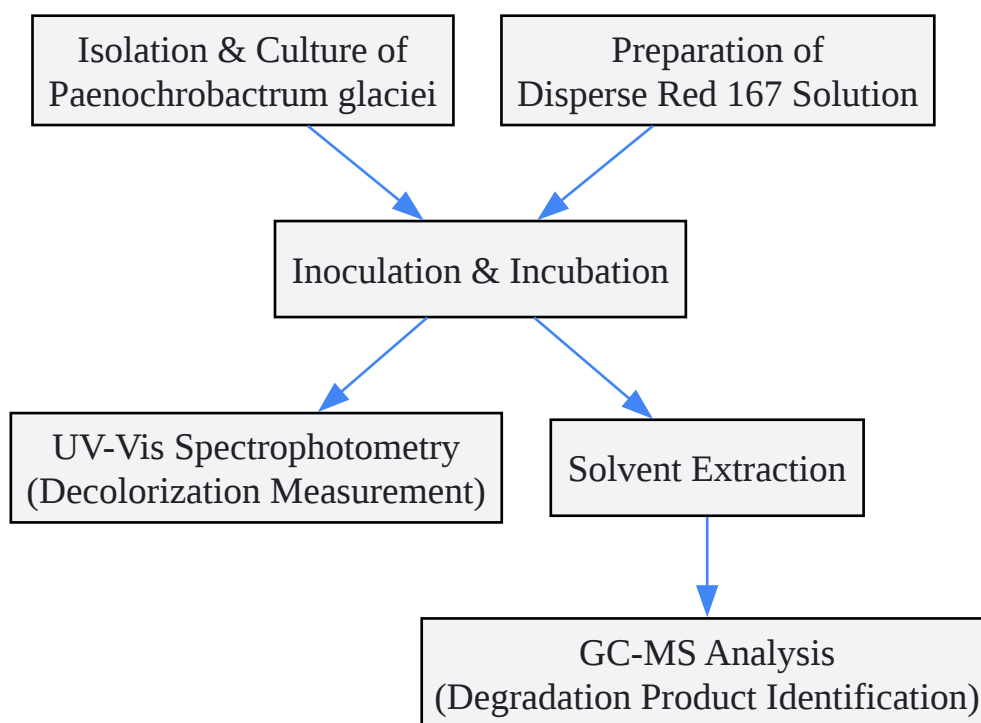 Isolation & Culture of
Paenochrobactrum glaciei
Preparation of
Disperse Red 167 Solution
Inoculation & Incubation
UV-Vis Spectrophotometry
(Decolorization Measurement)
Solvent Extraction
GC-MS Analysis
(Degradation Product Identification)